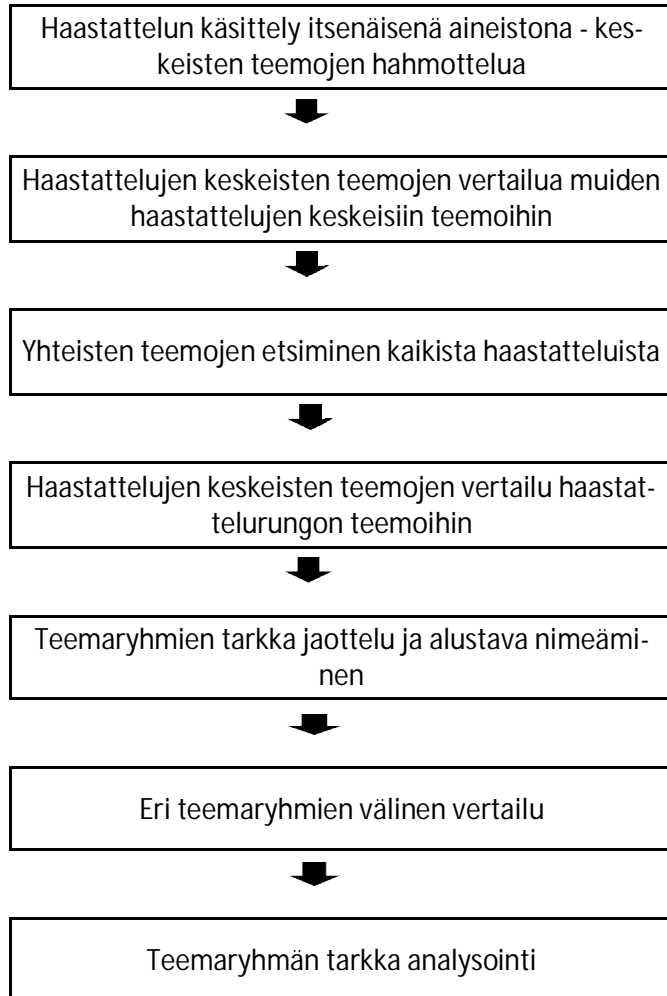 Haastattelun käsittely itsenäisenä aineistona - kes-
keisten teemojen hahmottelua
Haastattelujen keskeisten teemojen vertailua muiden
haastattelujen keskeisiin teemoihin
Yhteisten teemojen etsiminen kaikista haastatteluista
Haastattelujen keskeisten teemojen vertailu haastat-
telurungon teemoihin
Teemaryhmien tarkka jaottelu ja alustava nimeämi-
nen
Eri teemaryhmien välinen vertailu
Teemaryhmän tarkka analysointi